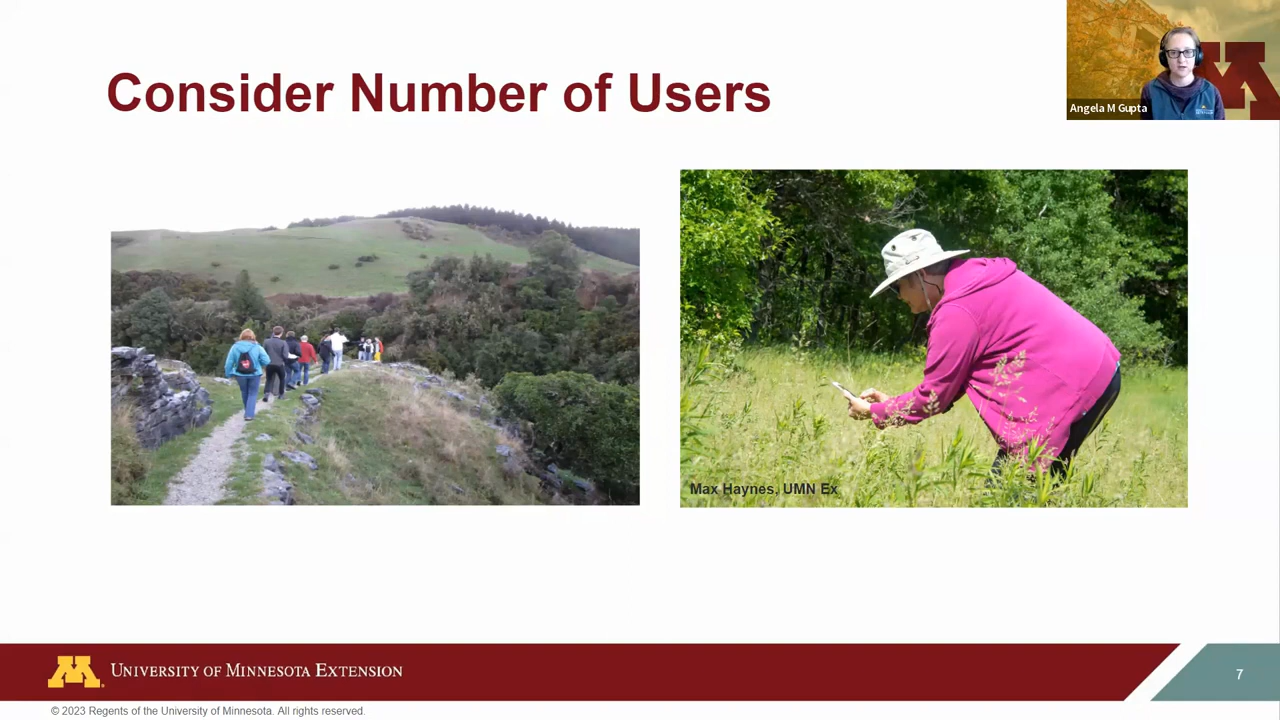 Consider Number of Users
Angela M Gupta
Max Haynes, UMN Ex
UNIVERSITY OF MINNESOTA EXTENSION
7
© 2023 Regents of the University of Minnesota. All rights reserved.